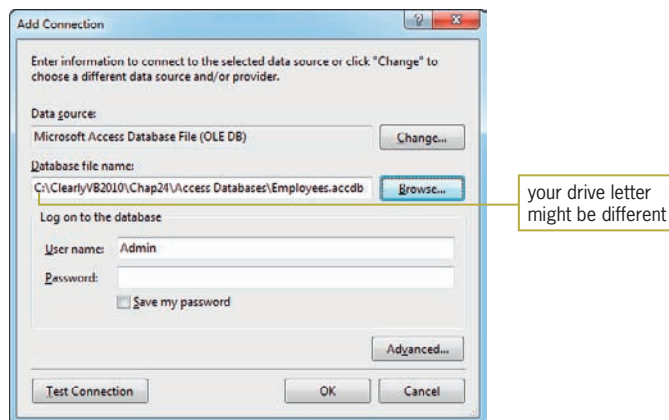 Add Connection
Enter information to connect to the selected data source or click "Change" to
choose a different data source and/or provider.
Data source:
Microsoft Access Database File (OLE DB)
Change...
Database file name:
C:\ClearlyVB2010\Chap24\Access Databases\Employees.accdb
Browse...
your drive letter
might be different
Log on to the database
User name:
Admin
Password:
Save my password
Advanced...
Test Connection
OK
Cancel